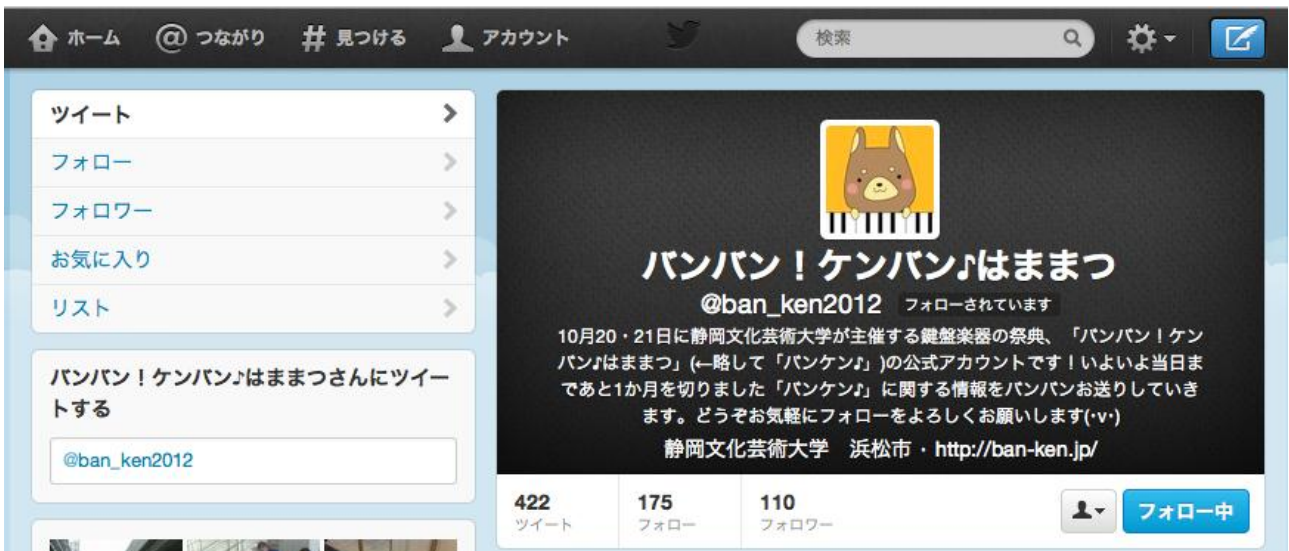 ホーム @ つながり # 見つける アカウント 検索
ツイート
フォロー
フォロワー
お気に入り
リスト
バンバン！ケンバン♪はままつさんにツイー
トする
@ban_ken2012
バンバン！ケンバン♪はままつ
@ban_ken2012 フォローされています
10月20・21日に静岡文化芸術大学が主催する鍵盤楽器の祭典、「バンバン！ケン
バン♪はままつ」(←略して「バンケン♪」)の公式アカウントです！いよいよ当日ま
であと1か月を切りました「バンケン♪」に関する情報をバンバンお送りしていき
ます。どうぞお気軽にフォローをよろしくお願いします(·v·)
静岡文化芸術大学　浜松市 · http://ban-ken.jp/
422 175 110
ツイート フォロー フォロワー
フォロー中